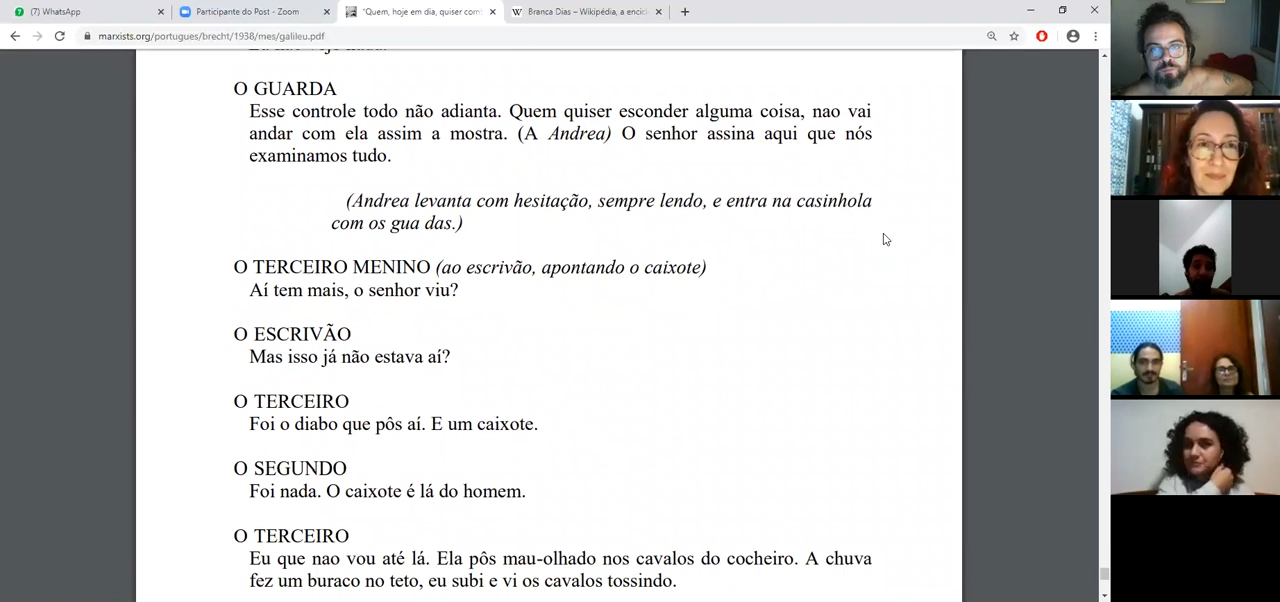 (7) WhatsApp
Participante do Post - Zoom
"Quem, hoje em dia, quiser com
Branca Dias – Wikipédia, a encicl
marxists.org/portugues/brecht/1938/mes/galileu.pdf
O GUARDA
Esse controle todo não adianta. Quem quiser esconder alguma coisa, nao vai
andar com ela assim a mostra. (A Andrea) O senhor assina aqui que nós
examinamos tudo.
(Andrea levanta com hesitação, sempre lendo, e entra na casinhola
com os gua das.)
O TERCEIRO MENINO (ao escrivão, apontando o caixote)
Aí tem mais, o senhor viu?
O ESCRIVÃO
Mas isso já não estava aí?
O TERCEIRO
Foi o diabo que pôs aí. E um caixote.
O SEGUNDO
Foi nada. O caixote é lá do homem.
O TERCEIRO
Eu que nao vou até lá. Ela pôs mau-olhado nos cavalos do cocheiro. A chuva
fez um buraco no teto, eu subi e vi os cavalos tossindo.